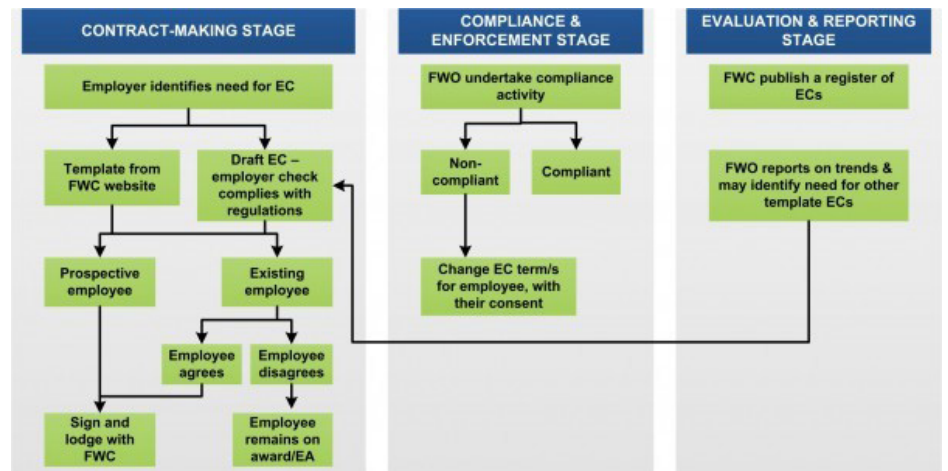 CONTRACT-MAKING STAGE
Employer identifies need for EC
Template from
FWC website
Draft EC –
employer check
complies with
regulations
Prospective
employee
Existing
employee
Employee
agrees
Employee
disagrees
Sign and
lodge with
FWC
Employee
remains on
award/EA
COMPLIANCE &
ENFORCEMENT STAGE
FWO undertake compliance
activity
Non-
compliant
Compliant
Change EC term/s
for employee, with
their consent
EVALUATION & REPORTING
STAGE
FWC publish a register of
ECs
FWO reports on trends &
may identify need for other
template ECs